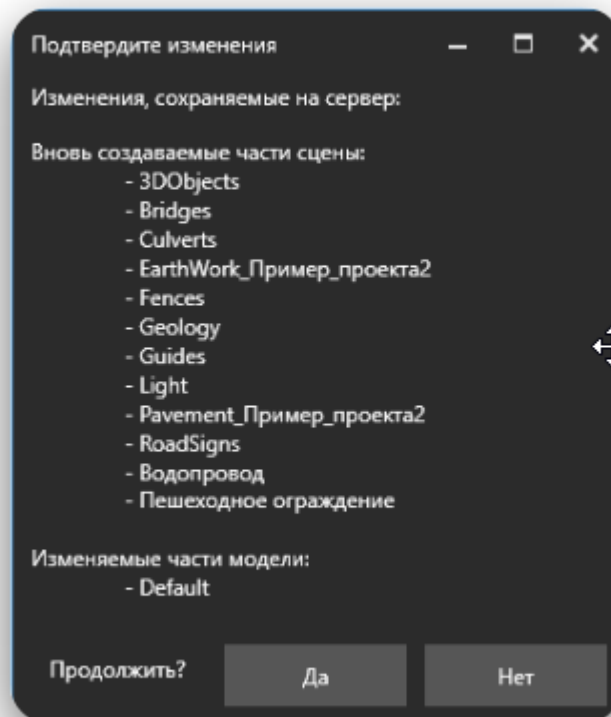 Подтвердите изменения
Изменения, сохраняемые на сервер:
Вновь создаваемые части сцены:
- 3DObjects
- Bridges
- Culverts
- EarthWork_Пример_проекта2
- Fences
- Geology
- Guides
- Light
- Pavement_Пример_проекта2
- RoadSigns
- Водопровод
- Пешеходное ограждение
Изменяемые части модели:
- Default
Продолжить? Да Нет